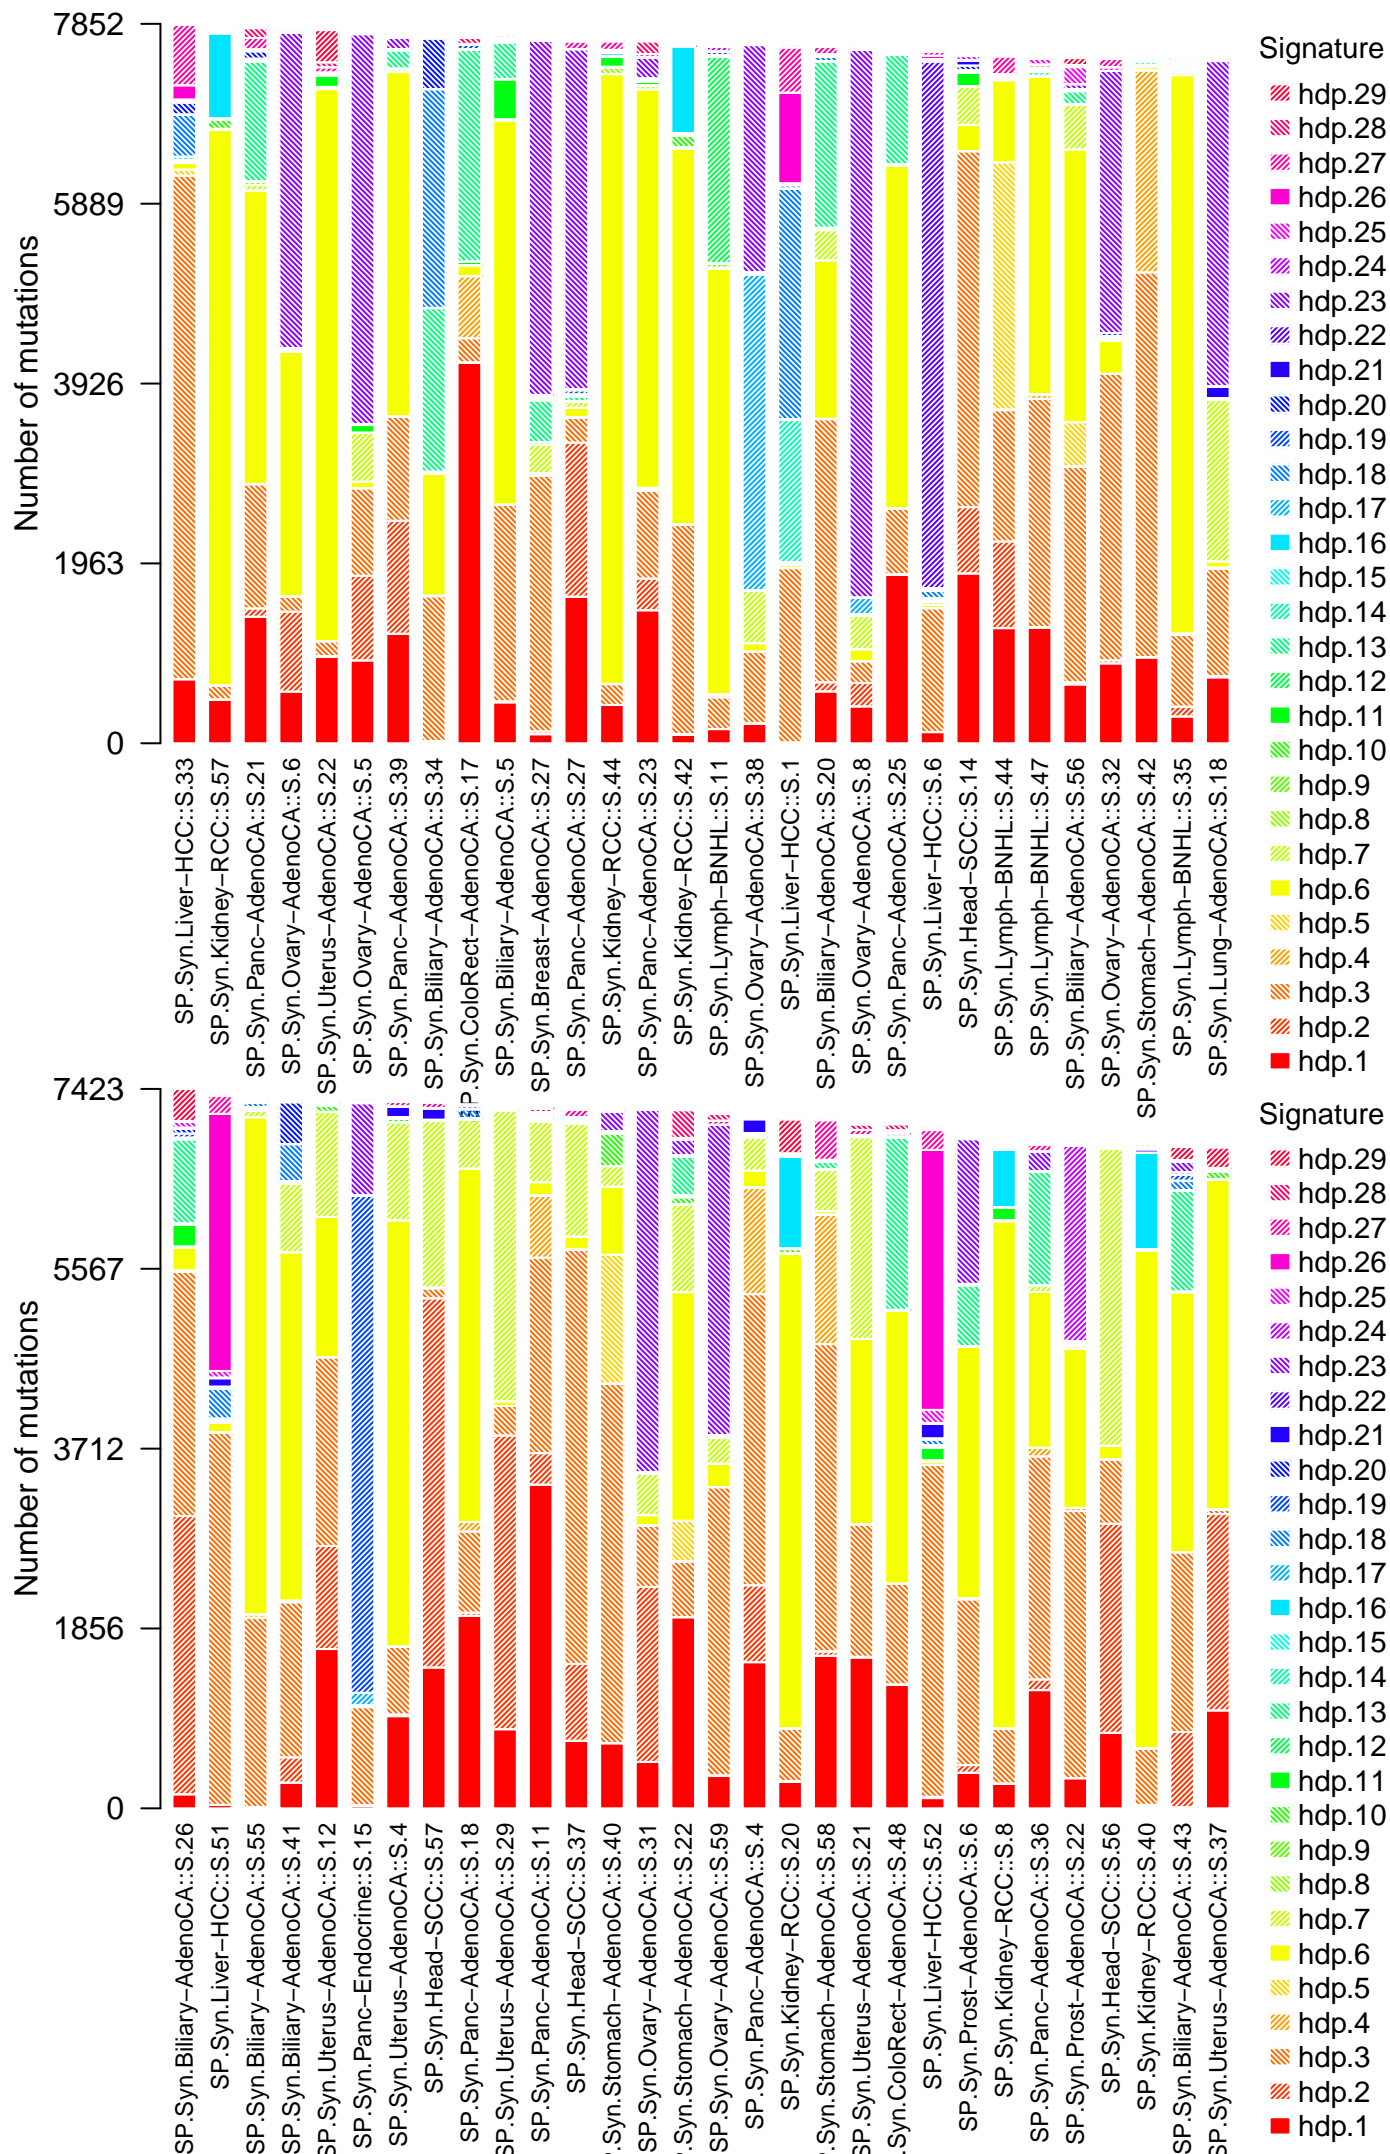 7852
5889
3926
1963
0
Number of mutations
Signature
hdp.29
hdp.28
hdp.27
hdp.26
hdp.25
hdp.24
hdp.23
hdp.22
hdp.21
hdp.20
hdp.19
hdp.18
hdp.17
hdp.16
hdp.15
hdp.14
hdp.13
hdp.12
hdp.11
hdp.10
hdp.9
hdp.8
hdp.7
hdp.6
hdp.5
hdp.4
hdp.3
hdp.2
hdp.1
SP.Syn.Liver−HCC::S.33
SP.Syn.Kidney−RCC::S.57
SP.Syn.Panc−AdenoCA::S.21
SP.Syn.Ovary−AdenoCA::S.6
SP.Syn.Uterus−AdenoCA::S.22
SP.Syn.Ovary−AdenoCA::S.5
SP.Syn.Panc−AdenoCA::S.39
SP.Syn.Biliary−AdenoCA::S.34
P.Syn.ColoRect−AdenoCA::S.17
SP.Syn.Biliary−AdenoCA::S.5
SP.Syn.Breast−AdenoCA::S.27
SP.Syn.Panc−AdenoCA::S.27
SP.Syn.Kidney−RCC::S.44
SP.Syn.Panc−AdenoCA::S.23
SP.Syn.Kidney−RCC::S.42
SP.Syn.Lymph−BNHL::S.11
SP.Syn.Ovary−AdenoCA::S.38
SP.Syn.Liver−HCC::S.1
SP.Syn.Biliary−AdenoCA::S.20
SP.Syn.Ovary−AdenoCA::S.8
SP.Syn.Panc−AdenoCA::S.25
SP.Syn.Liver−HCC::S.6
SP.Syn.Head−SCC::S.14
SP.Syn.Lymph−BNHL::S.44
SP.Syn.Lymph−BNHL::S.47
SP.Syn.Biliary−AdenoCA::S.56
SP.Syn.Ovary−AdenoCA::S.32
SP.Syn.Stomach−AdenoCA::S.42
SP.Syn.Lymph−BNHL::S.35
SP.Syn.Lung−AdenoCA::S.18
7423
5567
3712
1856
0
Number of mutations
Signature
hdp.29
hdp.28
hdp.27
hdp.26
hdp.25
hdp.24
hdp.23
hdp.22
hdp.21
hdp.20
hdp.19
hdp.18
hdp.17
hdp.16
hdp.15
hdp.14
hdp.13
hdp.12
hdp.11
hdp.10
hdp.9
hdp.8
hdp.7
hdp.6
hdp.5
hdp.4
hdp.3
hdp.2
hdp.1
SP.Syn.Biliary−AdenoCA::S.26
SP.Syn.Liver−HCC::S.51
SP.Syn.Biliary−AdenoCA::S.55
SP.Syn.Biliary−AdenoCA::S.41
SP.Syn.Uterus−AdenoCA::S.12
SP.Syn.Panc−Endocrine::S.15
SP.Syn.Uterus−AdenoCA::S.4
SP.Syn.Head−SCC::S.57
SP.Syn.Panc−AdenoCA::S.18
SP.Syn.Uterus−AdenoCA::S.29
SP.Syn.Panc−AdenoCA::S.11
SP.Syn.Head−SCC::S.37
P.Syn.Stomach−AdenoCA::S.40
SP.Syn.Ovary−AdenoCA::S.31
P.Syn.Stomach−AdenoCA::S.22
SP.Syn.Ovary−AdenoCA::S.59
SP.Syn.Panc−AdenoCA::S.4
SP.Syn.Kidney−RCC::S.20
P.Syn.Stomach−AdenoCA::S.58
SP.Syn.Uterus−AdenoCA::S.21
.Syn.ColoRect−AdenoCA::S.48
SP.Syn.Liver−HCC::S.52
SP.Syn.Prost−AdenoCA::S.6
SP.Syn.Kidney−RCC::S.8
SP.Syn.Panc−AdenoCA::S.36
SP.Syn.Prost−AdenoCA::S.22
SP.Syn.Head−SCC::S.56
SP.Syn.Kidney−RCC::S.40
SP.Syn.Biliary−AdenoCA::S.43
SP.Syn.Uterus−AdenoCA::S.37